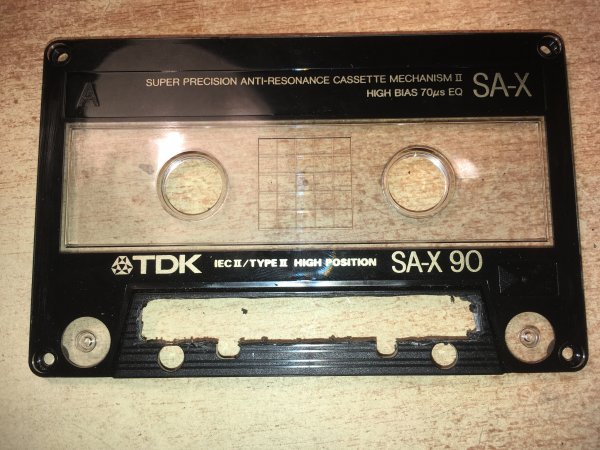 A
SUPER PRECISION ANTI-RESONANCE CASSETTE MECHANISM II
HIGH BIAS 70µs EQ
SA-X
TDK IEC II/TYPE II HIGH POSITION SA-X 90